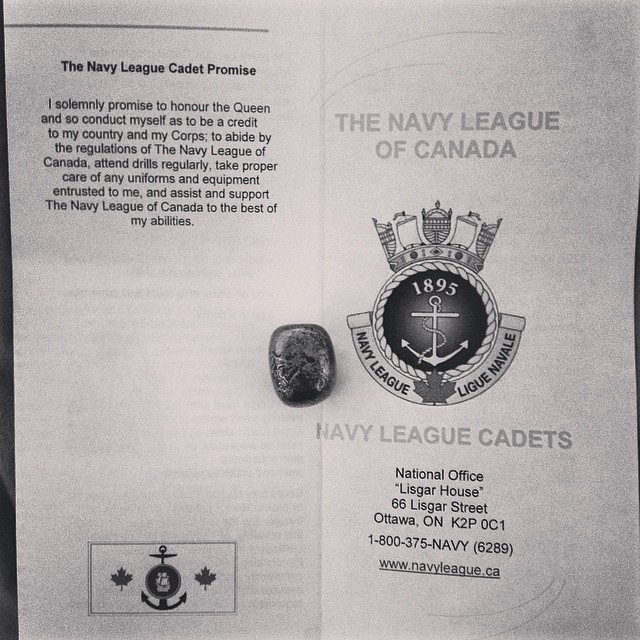 The Navy League Cadet Promise
I solemnly promise to honour the Queen
and so conduct myself as to be a credit
to my country and my Corps; to abide by
the regulations of The Navy League of
Canada, attend drills regularly, take proper
care of any uniforms and equipment
entrusted to me, and assist and support
The Navy League of Canada to the best of
my abilities.
THE NAVY LEAGUE
OF CANADA
1895
NAVY LEAGUE
LIGUE NAVALE
NAVY LEAGUE CADETS
National Office
"Lisgar House"
66 Lisgar Street
Ottawa, ON K2P 0C1
1-800-375-NAVY (6289)
www.navyleague.ca